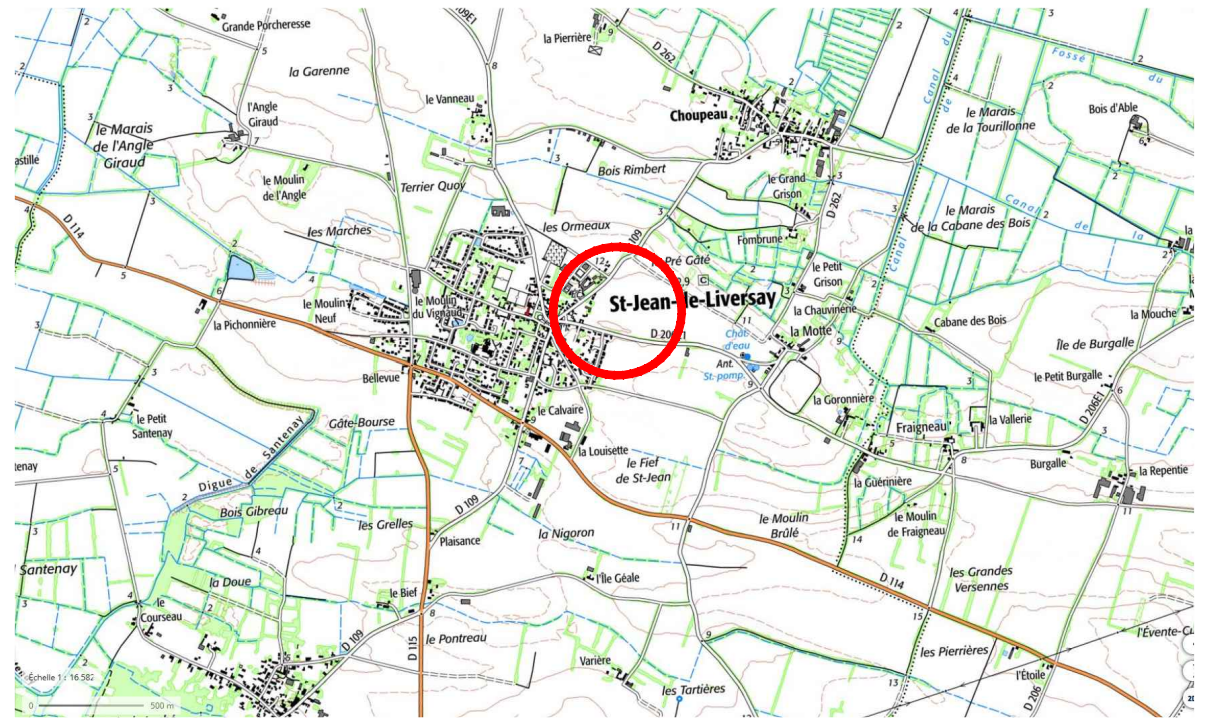 Grande Porcheresse
D109E1
la Pierrière
D 262
la Garenne
le Vanneau
Choupeau
l'Angle
Giraud
le Marais
de l'Angle
Giraud
Canal du
Fossé du
le Marais
de la Tourillonne
Bois d'Able
Bois Rimbert
le Moulin
de l'Angle
Terrier Quoy
le Grand
Grison
D 262
Canal de la
D 114
les Marches
les Ormeaux
109
Fombrune
le Marais
de la Cabane des Bois
Pré Gâté
C
le Petit
Grison
St-Jean-de-Liversay
le Moulin
Neuf
le Moulin
du Vignaud
la Pichonnière
la Chauvinerie
la Motte
Cabane des Bois
la Mouche
Chât.
d'eau
Ant.
St. pomp.
Île de Burgalle
le Petit Burgalle
Bellevue
le Petit
Santenay
Gâte-Bourse
le Calvaire
la Goronnière
la Vallerie
D 206E1
Fraigneau
la Louisette
Digue de Santenay
le Fief
de St-Jean
Burgalle
la Repentie
la Guérinière
Bois Gibreau
les Grelles
D 109
la Nigoron
le Moulin
Brûlé
le Moulin
de Fraigneau
Plaisance
Santenay
la Doue
l'Île Géale
D 114
les Grandes
Versennes
le Bief
le
Courseau
D 109
D 115
le Pontreau
Varière
les Pierrières
l'Étoile
D 206
les Tartières
Échelle 1 : 16.582
0 500 m